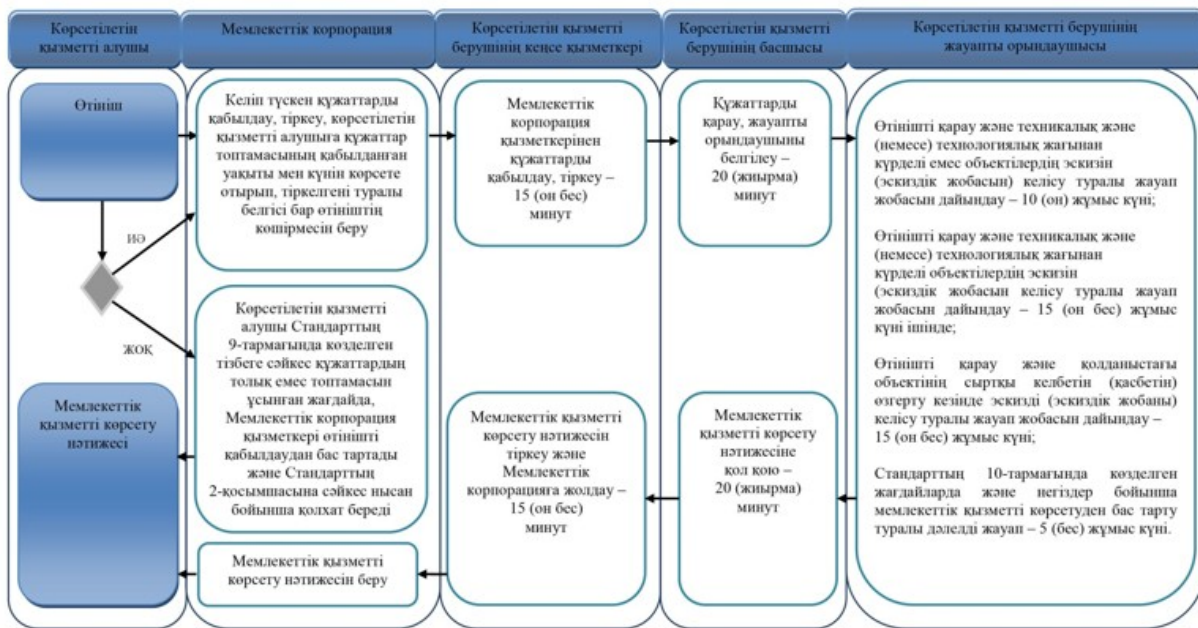 Көрсетілетін
қызметті алушы
Мемлекеттік корпорация
Көрсетілетін қызметті
берушінің кеңсе қызметкері
Көрсетілетін қызметті
берушінің басшысы
Көрсетілетін қызметті берушінің
жауапты орындаушысы
Өтініш
ИӘ
ЖОҚ
Мемлекеттік
қызметті көрсету
нәтижесі
Келіп түскен құжаттарды
қабылдау, тіркеу, көрсетілетін
қызметті алушыға құжаттар
топтамасының қабылданған
уақыты мен күнін көрсете
отырып, тіркелгені туралы
белгісі бар өтініштің
көшірмесін беру
Көрсетілетін қызметті
алушы Стандарттың
9-тармағында көзделген
тізбеге сәйкес құжаттардың
толық емес топтамасын
ұсынған жағдайда,
Мемлекеттік корпорация
қызметкері өтінішті
қабылдаудан бас тартады
және Стандарттың
2-қосымшасына сәйкес нысан
бойынша қолхат береді
Мемлекеттік қызметті
көрсету нәтижесін беру
Мемлекеттік
корпорация
қызметкерінен
құжаттарды
қабылдау, тіркеу –
15 (он бес)
минут
Мемлекеттік қызметті
көрсету нәтижесін
тіркеу және
Мемлекеттік
корпорацияға жолдау –
15 (он бес)
минут
Құжаттарды
қарау, жауапты
орындаушыны
белгілеу –
20 (жиырма)
минут
Мемлекеттік
қызметті көрсету
нәтижесіне
қол қою –
20 (жиырма)
минут
Өтінішті қарау және техникалық және
(немесе) технологиялық жағынан
күрделі емес объектілердің эскизін
(эскиздік жобасын) келісу туралы жауап
жобасын дайындау – 10 (он) жұмыс күні;
Өтінішті қарау және техникалық және
(немесе) технологиялық жағынан
күрделі объектілердің эскизін
(эскиздік жобасын келісу туралы жауап
жобасын дайындау – 15 (он бес) жұмыс
күні ішінде;
Өтінішті қарау және қолданыстағы
объектінің сыртқы келбетін (қасбетін)
өзгерту кезінде эскизді (эскиздік жобаны)
келісу туралы жауап жобасын дайындау –
15 (он бес) жұмыс күні;
Стандарттың 10-тармағында көзделген
жағдайларда және негіздер бойынша
мемлекеттік қызметті көрсетуден бас тарту
туралы дәлелді жауап – 5 (бес) жұмыс күні.